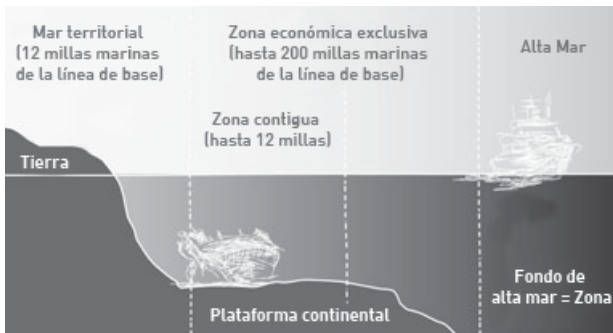 Mar territorial
(12 millas marinas
de la línea de base)
Zona económica exclusiva
(hasta 200 millas marinas
de la línea de base)
Alta Mar
Zona contigua
(hasta 12 millas)
Tierra
Plataforma continental
Fondo de
alta mar = Zona